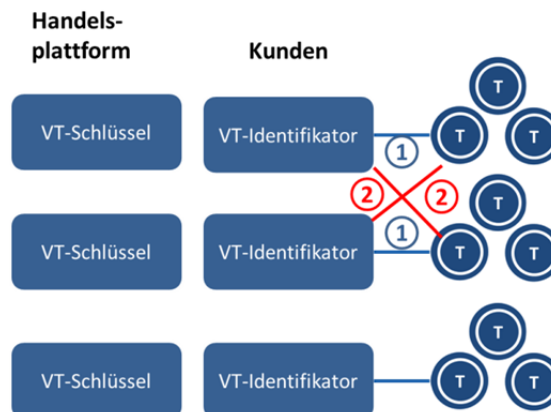 Handels-
plattform
Kunden
T
VT-Schlüssel
VT-Identifikator
T
T
1
2
2
T
VT-Schlüssel
VT-Identifikator
1
T
T
T
VT-Schlüssel
VT-Identifikator
T
T